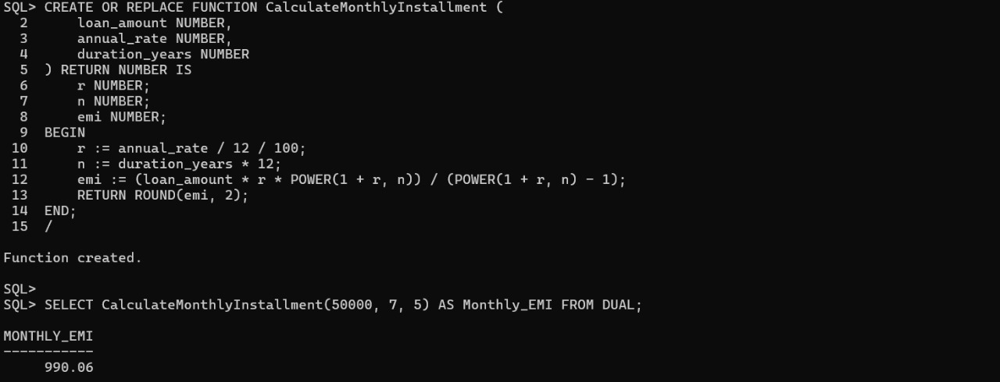 SQL> CREATE OR REPLACE FUNCTION CalculateMonthlyInstallment (
  2      loan_amount NUMBER,
  3      annual_rate NUMBER,
  4      duration_years NUMBER
  5  ) RETURN NUMBER IS
  6      r NUMBER;
  7      n NUMBER;
  8      emi NUMBER;
  9  BEGIN
 10      r := annual_rate / 12 / 100;
 11      n := duration_years * 12;
 12      emi := (loan_amount * r * POWER(1 + r, n)) / (POWER(1 + r, n) - 1);
 13      RETURN ROUND(emi, 2);
 14  END;
 15  /
Function created.
SQL>
SQL> SELECT CalculateMonthlyInstallment(50000, 7, 5) AS Monthly_EMI FROM DUAL;
MONTHLY_EMI
-----------
     990.06